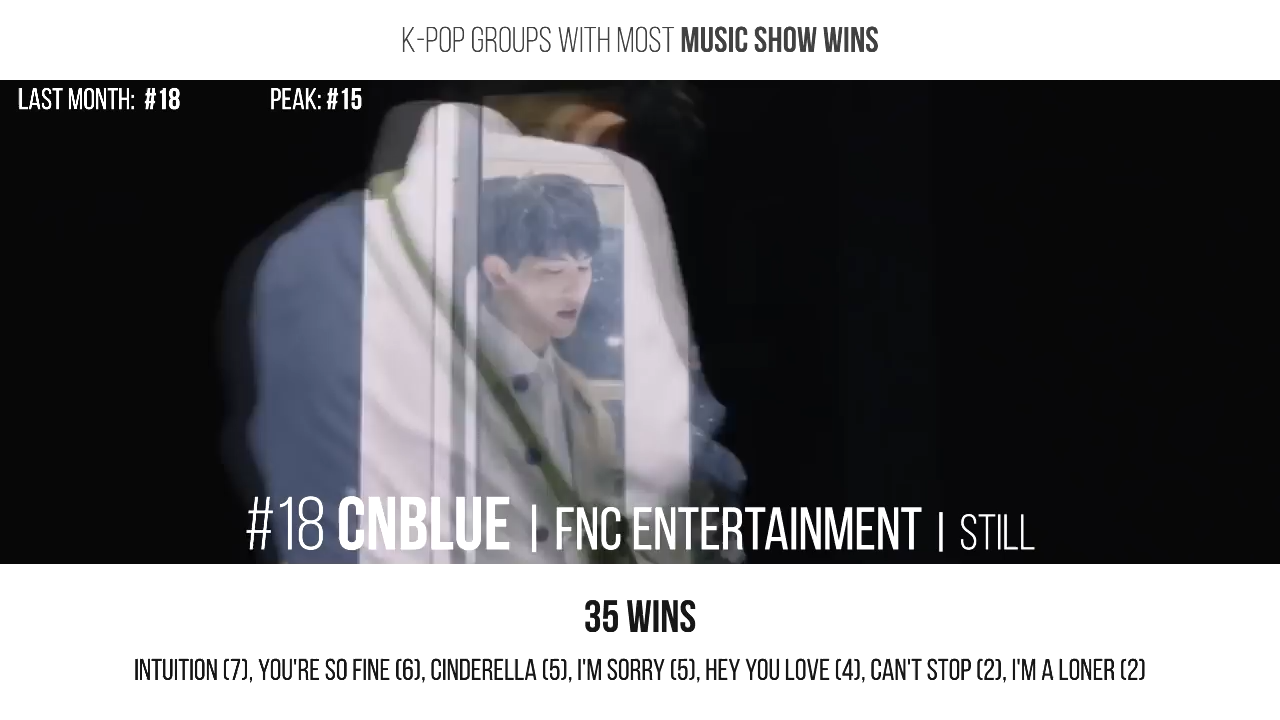 K-POP GROUPS WITH MOST MUSIC SHOW WINS
LAST MONTH: #18 PEAK: #15
#18 CNBLUE | FNC ENTERTAINMENT | STILL
35 WINS
INTUITION (7), YOU'RE SO FINE (6), CINDERELLA (5), I'M SORRY (5), HEY YOU LOVE (4), CAN'T STOP (2), I'M A LONER (2)